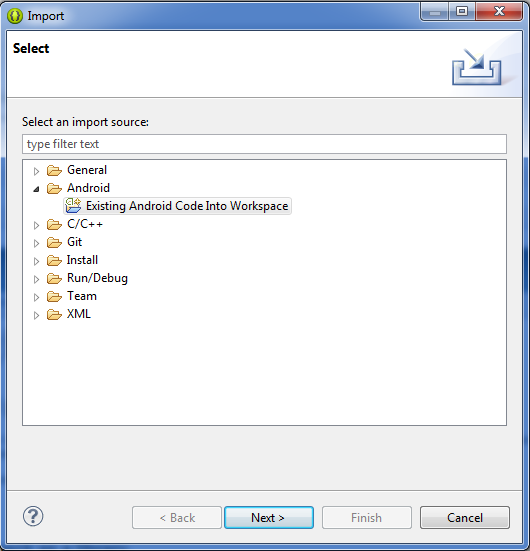 Import
Select
Select an import source:
type filter text
General
Android
Existing Android Code Into Workspace
C/C++
Git
Install
Run/Debug
Team
XML
?
< Back
Next >
Finish
Cancel